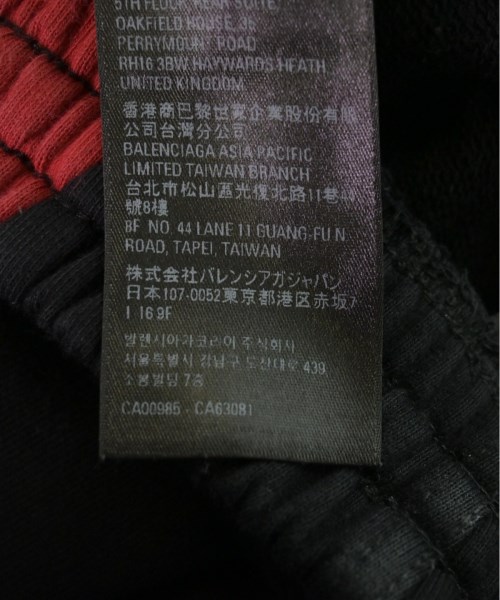 5TH FLOOR, REAR SUITE,
OAKFIELD HOUSE, 35
PERRYMOUNT ROAD
RH16 3BW HAYWARDS HEATH,
UNITED KINGDOM
香港商巴黎世家企業股份有限
公司台灣分公司
BALENCIAGA ASIA PACIFIC
LIMITED TAIWAN BRANCH
台北市松山區光復北路11巷44
號8樓
8F NO. 44 LANE 11 GUANG-FU N.
ROAD, TAPEI, TAIWAN
株式会社バレンシアガジャパン
日本107-0052東京都港区赤坂7
1 16 9F
발렌시아가코리아 주식회사
서울특별시 강남구 도산대로 439
소봉빌딩 7층
CA00985 - CA63081